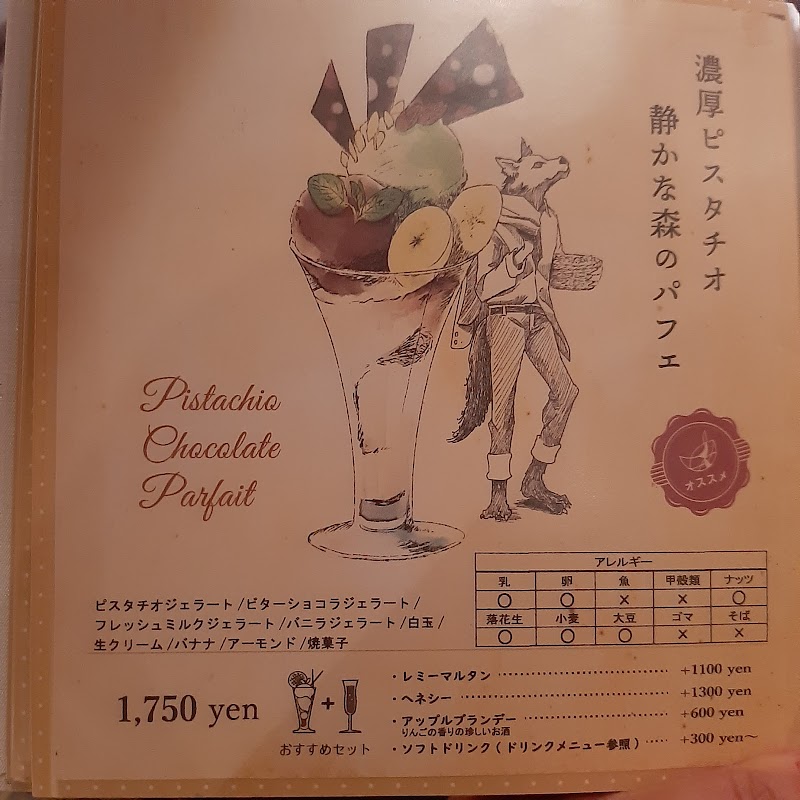 濃厚ピスタチオ
静かな森のパフェ
Pistachio
Chocolate
Parfait
オススメ
アレルギー
乳 卵 魚 甲殻類 ナッツ
〇 〇 × × 〇
落花生 小麦 大豆 ゴマ そば
〇 〇 〇 × ×
ピスタチオジェラート/ビターショコラジェラート/
フレッシュミルクジェラート/バニラジェラート/白玉/
生クリーム/バナナ/アーモンド/焼菓子
1,750 yen
+
おすすめセット
・レミーマルタン ………… +1100 yen
・ヘネシー ………… +1300 yen
・アップルブランデー ………… +600 yen
りんごの香りの珍しいお酒
・ソフトドリンク(ドリンクメニュー参照) …… +300 yen〜